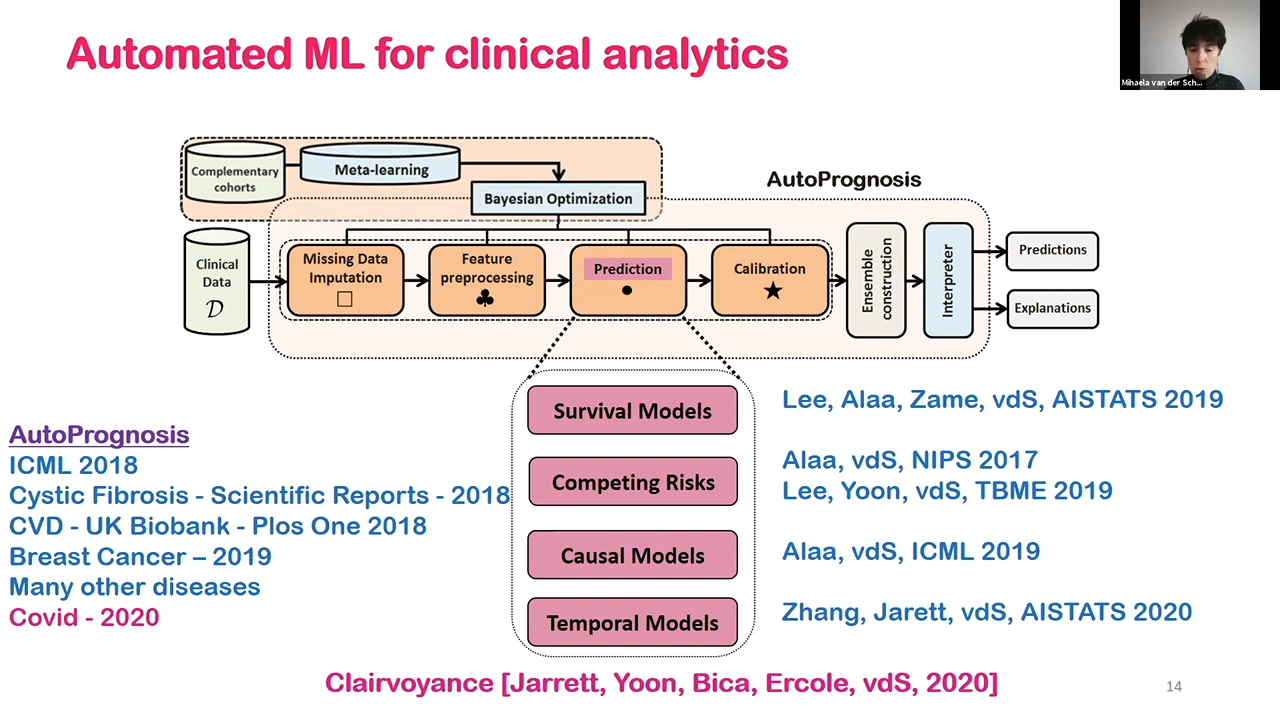 Automated ML for clinical analytics
Mihaela van der Sch...
Complementary
cohorts
Meta-learning
Bayesian Optimization
AutoPrognosis
Clinical
Data
𝒟
Missing Data
Imputation
□
Feature
preprocessing
♣
Prediction
●
Calibration
★
Ensemble
construction
Interpreter
Predictions
Explanations
Survival Models
Competing Risks
Causal Models
Temporal Models
Lee, Alaa, Zame, vdS, AISTATS 2019
Alaa, vdS, NIPS 2017
Lee, Yoon, vdS, TBME 2019
Alaa, vdS, ICML 2019
Zhang, Jarett, vdS, AISTATS 2020
AutoPrognosis
ICML 2018
Cystic Fibrosis - Scientific Reports - 2018
CVD - UK Biobank - Plos One 2018
Breast Cancer – 2019
Many other diseases
Covid - 2020
Clairvoyance [Jarrett, Yoon, Bica, Ercole, vdS, 2020]
14